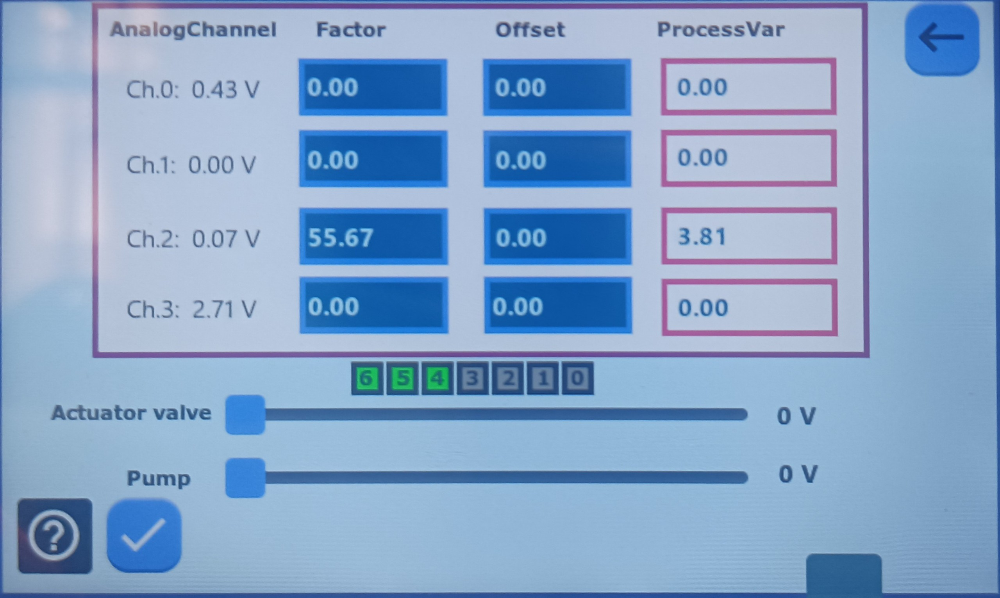 AnalogChannel Factor Offset ProcessVar
Ch.0: 0.43 V 0.00 0.00 0.00
Ch.1: 0.00 V 0.00 0.00 0.00
Ch.2: 0.07 V 55.67 0.00 3.81
Ch.3: 2.71 V 0.00 0.00 0.00
6 5 4 3 2 1 0
Actuator valve 0 V
Pump 0 V
?